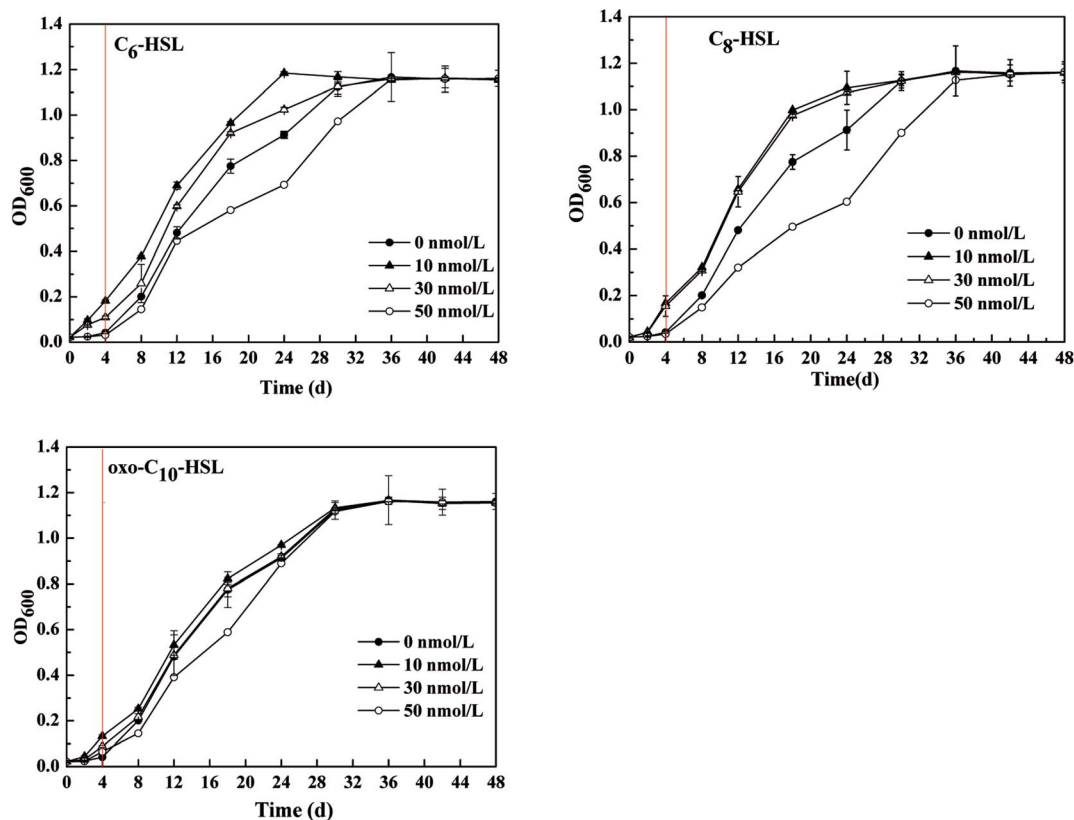 C6-HSL
1.4
1.2
1.0
0.8
0.6
0.4
0.2
0.0
OD600
0 nmol/L
10 nmol/L
30 nmol/L
50 nmol/L
0 4 8 12 16 20 24 28 32 36 40 44 48
Time (d)
C8-HSL
1.4
1.2
1.0
0.8
0.6
0.4
0.2
0.0
OD600
0 nmol/L
10 nmol/L
30 nmol/L
50 nmol/L
0 4 8 12 16 20 24 28 32 36 40 44 48
Time(d)
oxo-C10-HSL
1.4
1.2
1.0
0.8
0.6
0.4
0.2
0.0
OD600
0 nmol/L
10 nmol/L
30 nmol/L
50 nmol/L
0 4 8 12 16 20 24 28 32 36 40 44 48
Time (d)